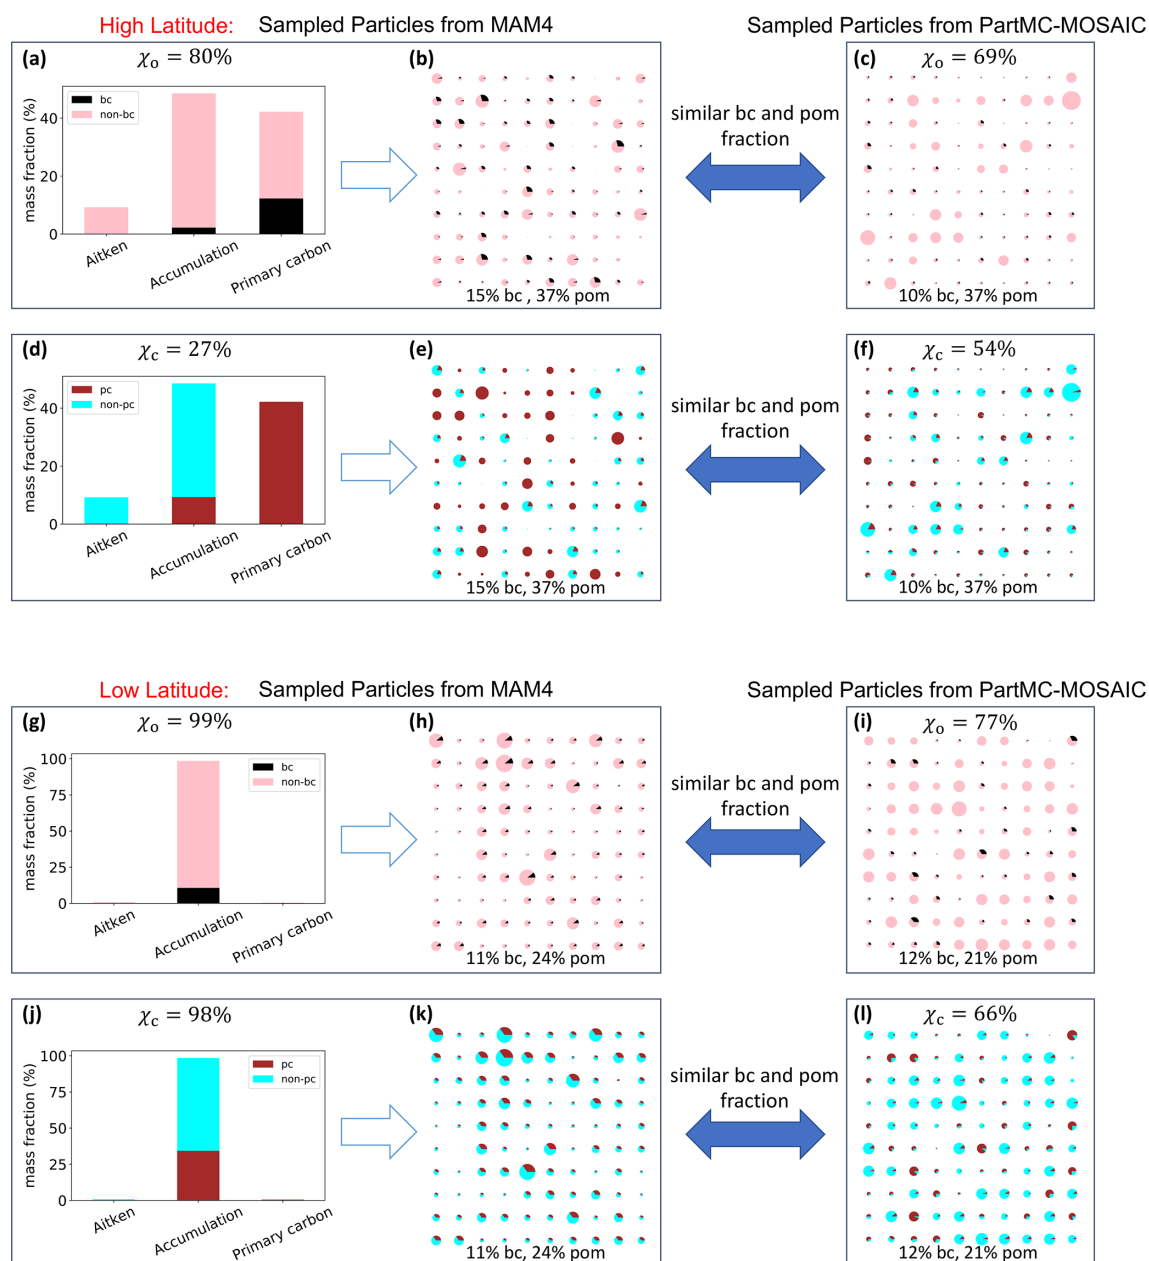 High Latitude: Sampled Particles from MAM4 Sampled Particles from PartMC-MOSAIC
(a) χo = 80%
bc
non-bc
mass fraction (%)
40
20
0
Aitken
Accumulation
Primary carbon
(b)
15% bc , 37% pom
similar bc and pom
fraction
(c) χo = 69%
10% bc, 37% pom
(d) χc = 27%
pc
non-pc
mass fraction (%)
40
20
0
Aitken
Accumulation
Primary carbon
(e)
15% bc, 37% pom
similar bc and pom
fraction
(f) χc = 54%
10% bc, 37% pom
Low Latitude: Sampled Particles from MAM4 Sampled Particles from PartMC-MOSAIC
(g) χo = 99%
bc
non-bc
mass fraction (%)
100
75
50
25
0
Aitken
Accumulation
Primary carbon
(h)
11% bc, 24% pom
similar bc and pom
fraction
(i) χo = 77%
12% bc, 21% pom
(j) χc = 98%
pc
non-pc
mass fraction (%)
100
75
50
25
0
Aitken
Accumulation
Primary carbon
(k)
11% bc, 24% pom
similar bc and pom
fraction
(l) χc = 66%
12% bc, 21% pom